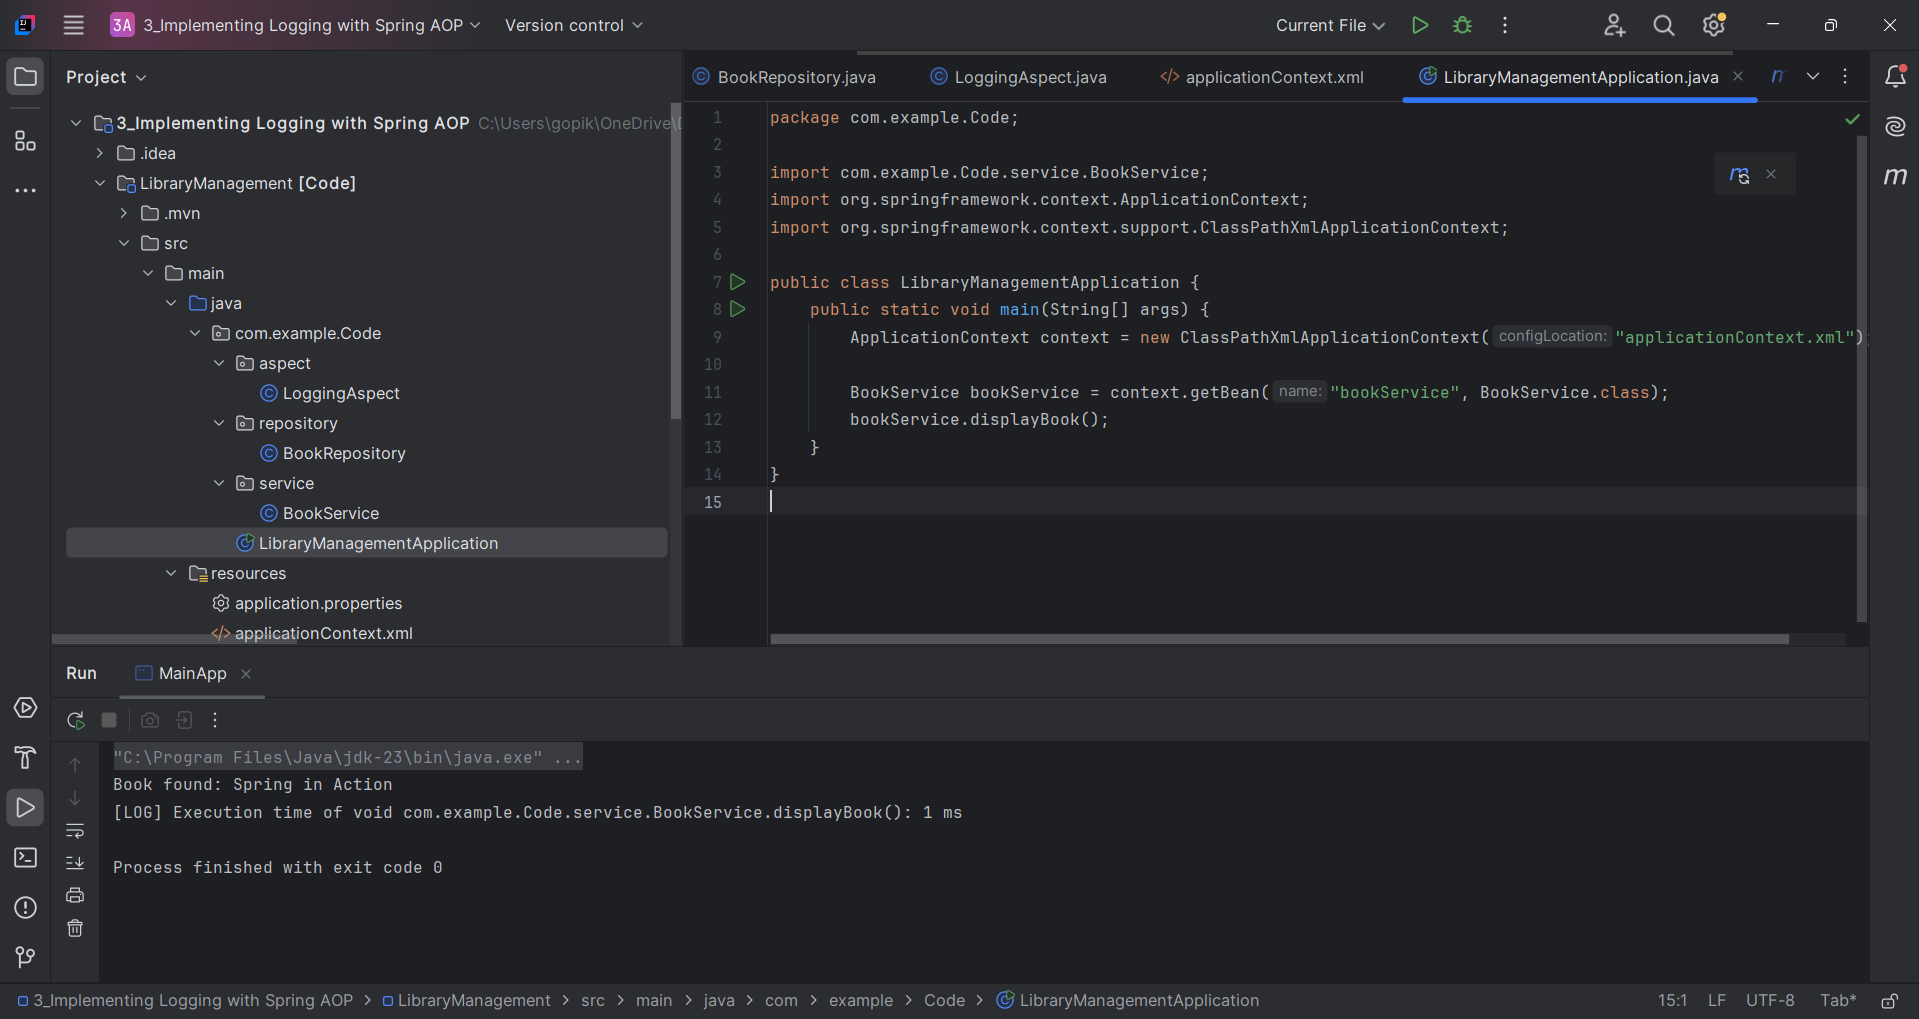 3A 3_Implementing Logging with Spring AOP Version control Current File
Project
BookRepository.java LoggingAspect.java applicationContext.xml LibraryManagementApplication.java m
3_Implementing Logging with Spring AOP C:\Users\gopik\OneDrive\
.idea
LibraryManagement [Code]
.mvn
src
main
java
com.example.Code
aspect
LoggingAspect
repository
BookRepository
service
BookService
LibraryManagementApplication
resources
application.properties
applicationContext.xml
1 package com.example.Code;
2
3 import com.example.Code.service.BookService;
4 import org.springframework.context.ApplicationContext;
5 import org.springframework.context.support.ClassPathXmlApplicationContext;
6
7 public class LibraryManagementApplication {
8 public static void main(String[] args) {
9 ApplicationContext context = new ClassPathXmlApplicationContext( configLocation: "applicationContext.xml");
10
11 BookService bookService = context.getBean( name: "bookService", BookService.class);
12 bookService.displayBook();
13 }
14 }
15
m
m
Run MainApp
"C:\Program Files\Java\jdk-23\bin\java.exe" ...
Book found: Spring in Action
[LOG] Execution time of void com.example.Code.service.BookService.displayBook(): 1 ms
Process finished with exit code 0
3_Implementing Logging with Spring AOP > LibraryManagement > src > main > java > com > example > Code > LibraryManagementApplication 15:1 LF UTF-8 Tab*